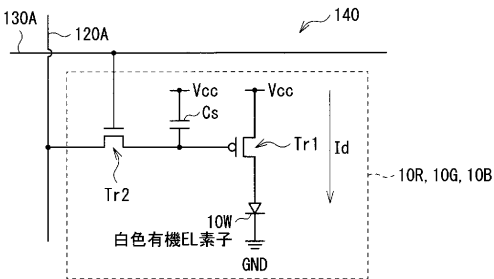 130A
120A
140
Vcc
Vcc
Cs
Tr1
Id
Tr2
10R, 10G, 10B
10W
白色有機EL素子
GND